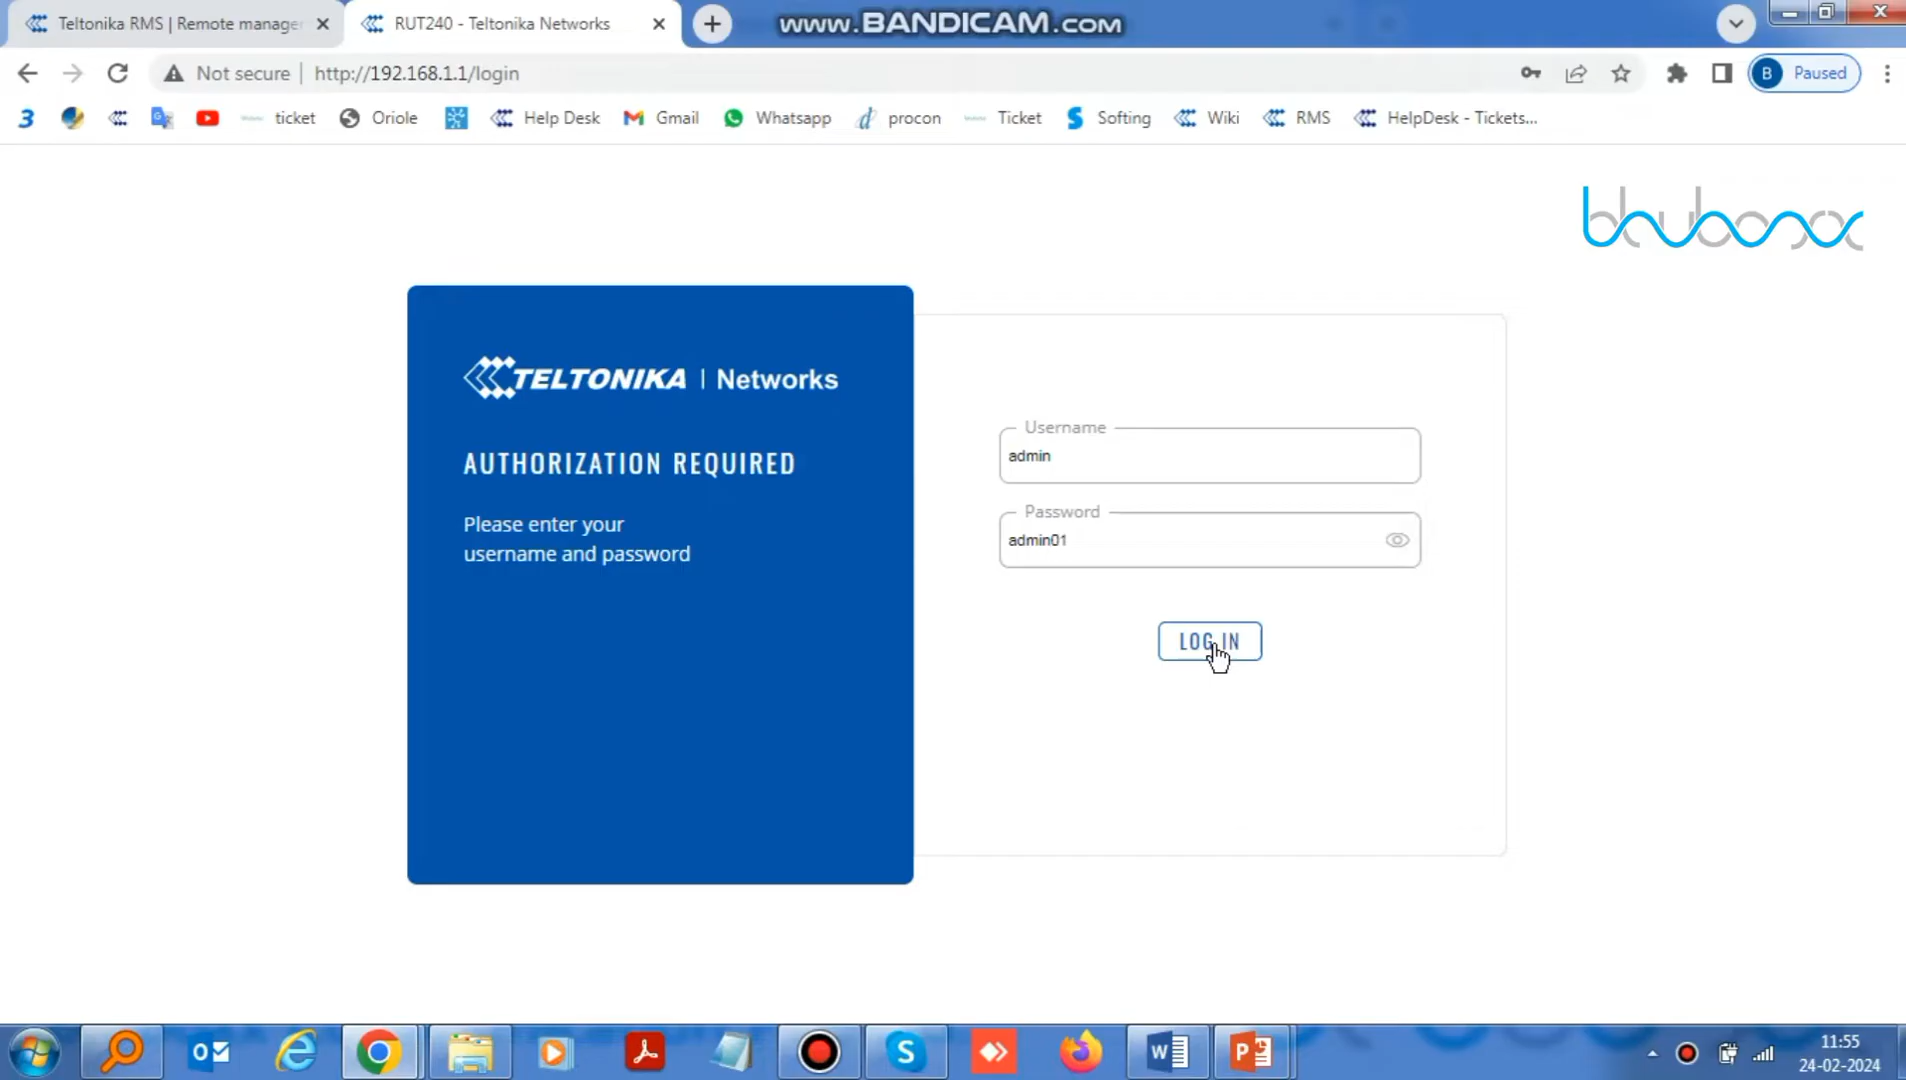 Teltonika RMS | Remote manage
RUT240 - Teltonika Networks
www.BANDICAM.com
Not secure
http://192.168.1.1/login
B
Paused
3
ticket
Oriole
Help Desk
Gmail
Whatsapp
procon
Ticket
Softing
Wiki
RMS
HelpDesk - Tickets...
bhubonsx
TELTONIKA | Networks
AUTHORIZATION REQUIRED
Please enter your
username and password
Username
admin
Password
admin01
LOG IN
11:55
24-02-2024